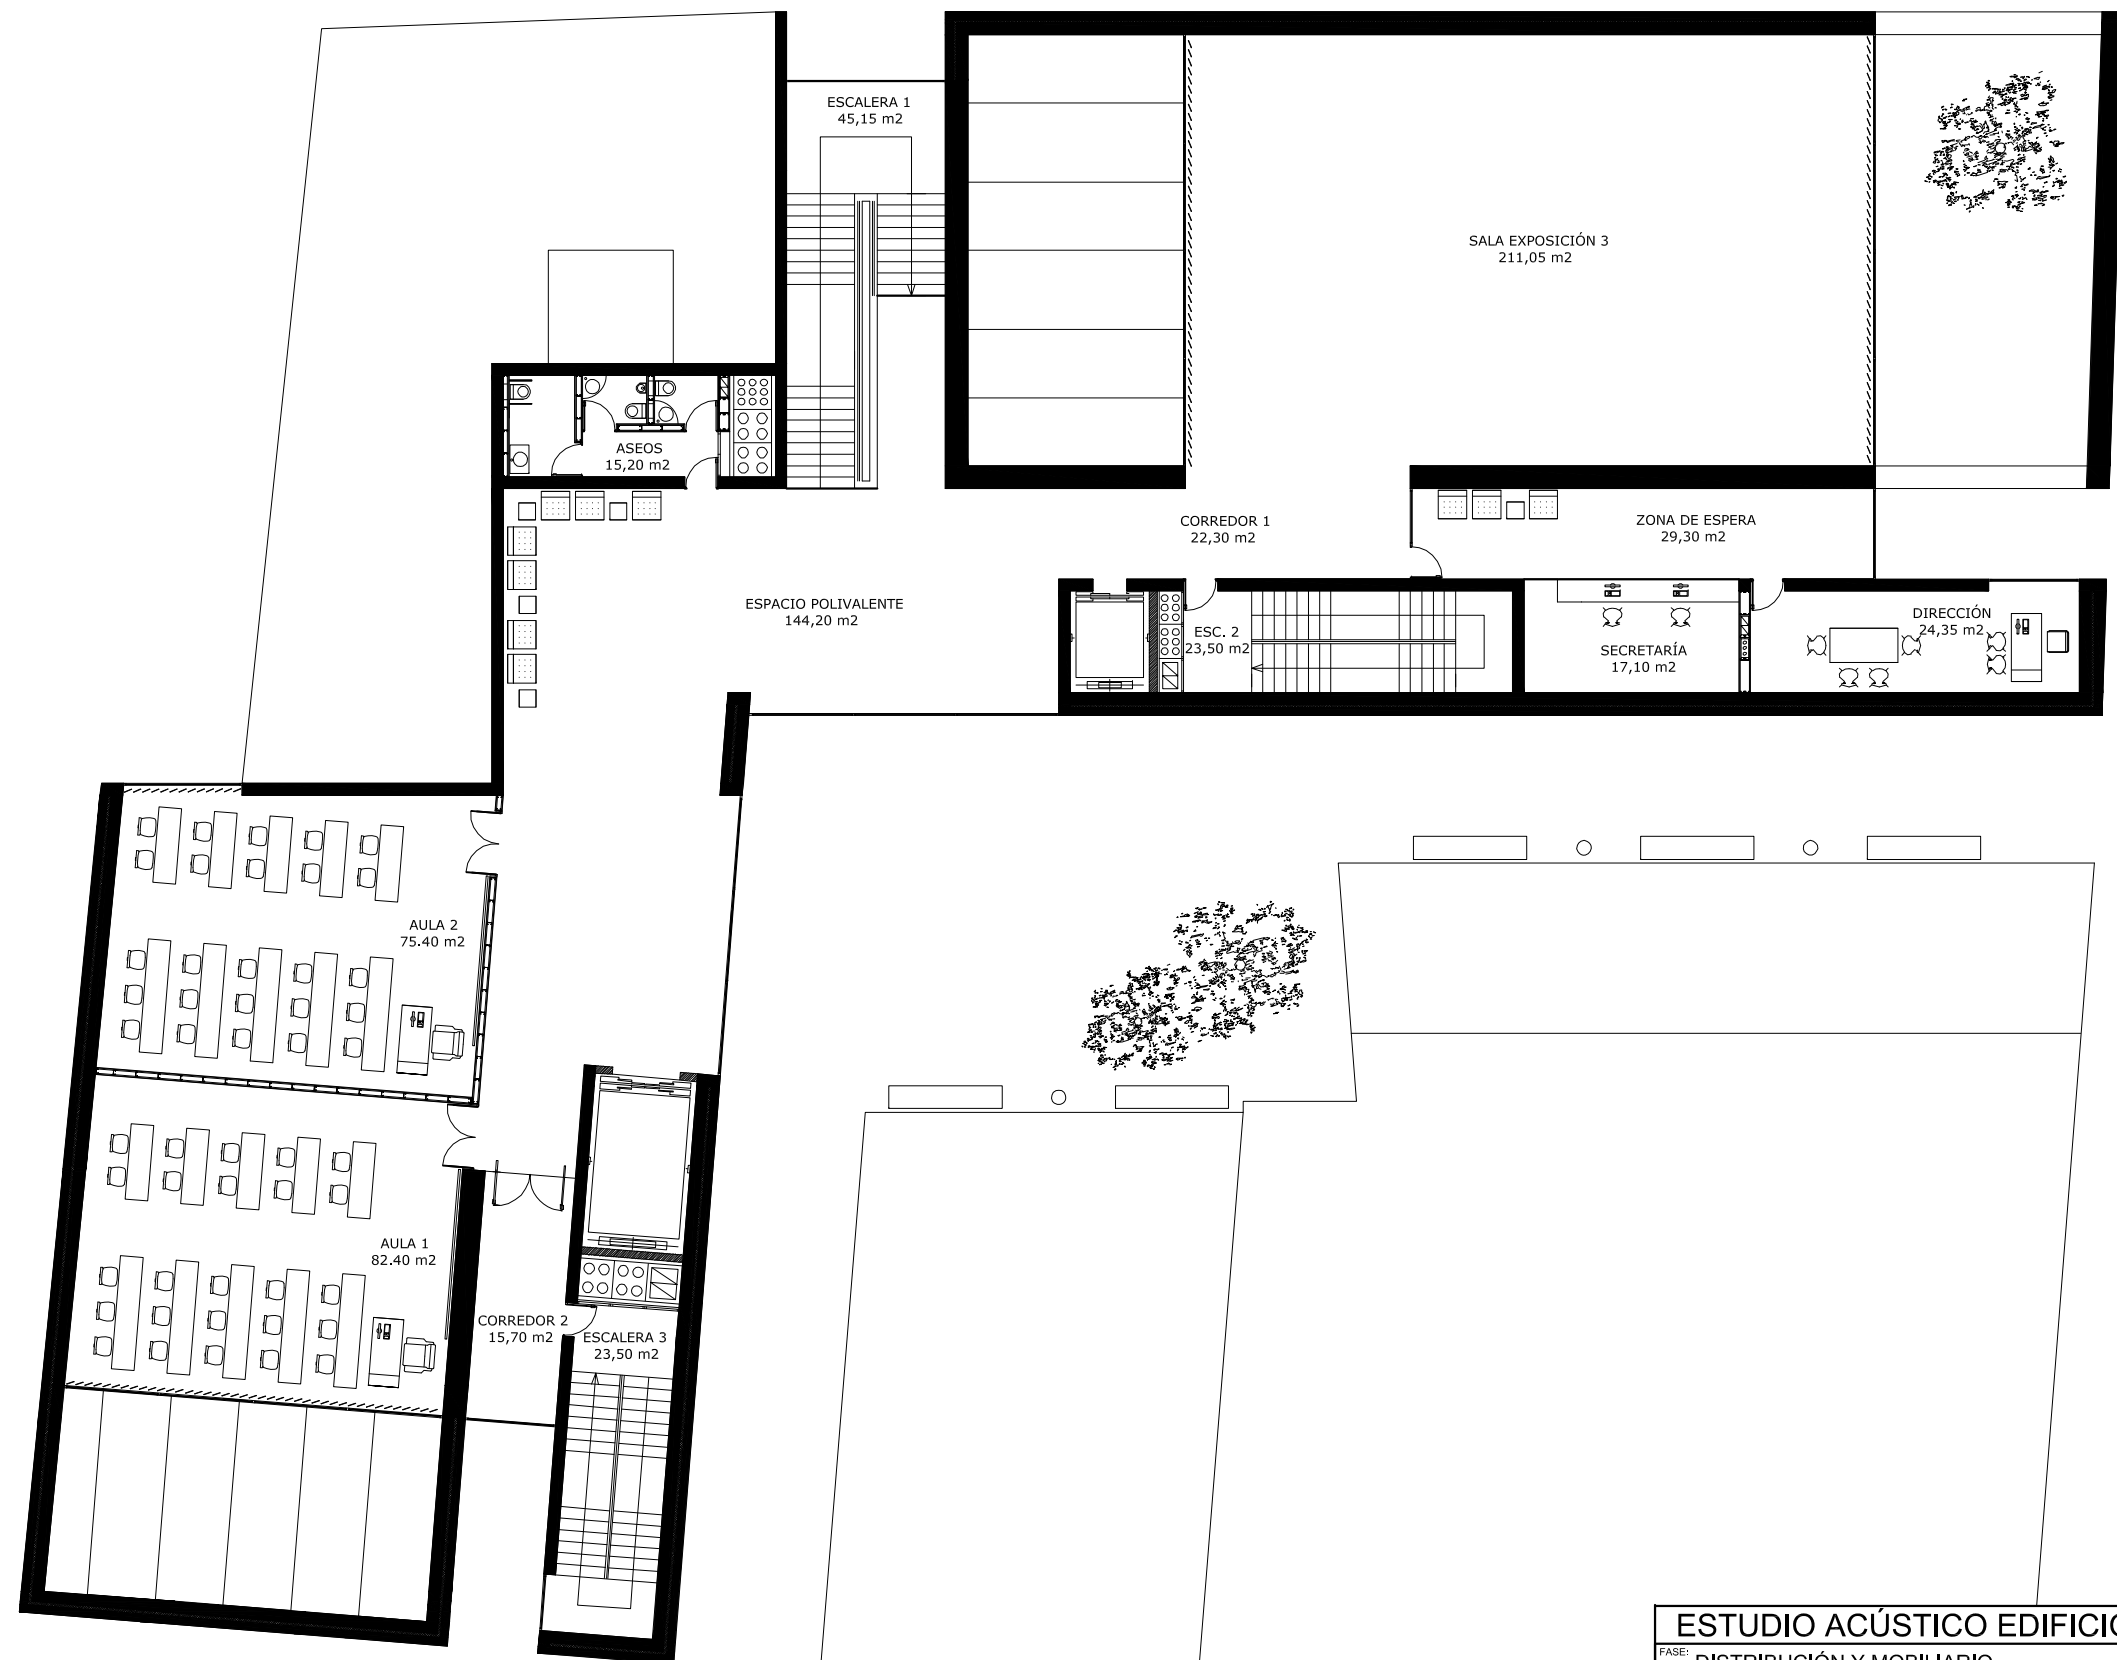 ESCALERA 1
45,15 m2
SALA EXPOSICIÓN 3
211,05 m2
ASEOS
15,20 m2
CORREDOR 1
22,30 m2
ZONA DE ESPERA
29,30 m2
ESPACIO POLIVALENTE
144,20 m2
ESC. 2
23,50 m2
SECRETARÍA
17,10 m2
DIRECCIÓN
24,35 m2
AULA 2
75.40 m2
AULA 1
82.40 m2
CORREDOR 2
15,70 m2
ESCALERA 3
23,50 m2
ESTUDIO ACÚSTICO EDIFICIO
FASE: DISTRIBUCIÓN Y MOBILIARIO